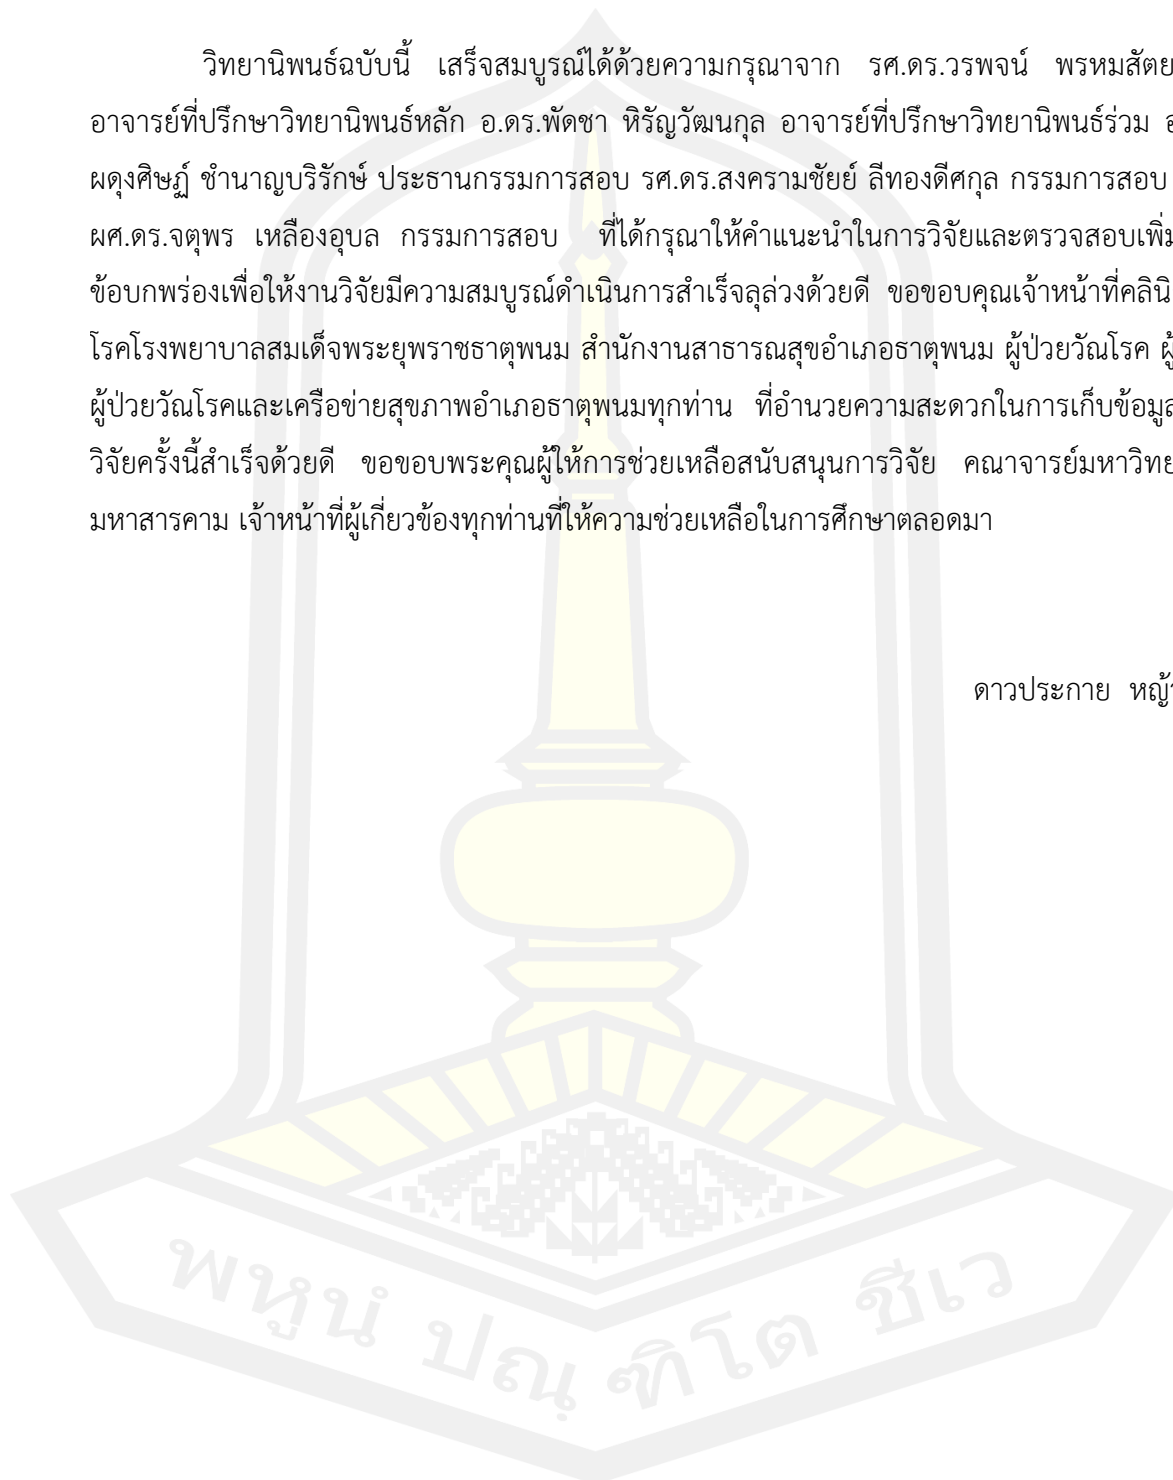 วิทยานิพนธ์ฉบับนี้ เสร็จสมบูรณ์ได้ด้วยความกรุณาจาก รศ.ดร.วรพจน์ พรหมสัตย
อาจารย์ที่ปรึกษาวิทยานิพนธ์หลัก อ.ดร.พัดชา หิรัญวัฒนกุล อาจารย์ที่ปรึกษาวิทยานิพนธ์ร่วม
ผดุงศิษฏ์ ชำนาญบริรักษ์ ประธานกรรมการสอบ รศ.ดร.สงครามชัยย์ ลีทองดีศกุล กรรมการสอบ
ผศ.ดร.จตุพร เหลืองอุบล กรรมการสอบ ที่ได้กรุณาให้คำแนะนำในการวิจัยและตรวจสอบเพิ่ม
ข้อบกพร่องเพื่อให้งานวิจัยมีความสมบูรณ์ดำเนินการสำเร็จลุล่วงด้วยดี ขอขอบคุณเจ้าหน้าที่คลินิ
โรคโรงพยาบาลสมเด็จพระยุพราชธาตุพนม สำนักงานสาธารณสุขอำเภอธาตุพนม ผู้ป่วยวัณโรค ผู้
ผู้ป่วยวัณโรคและเครือข่ายสุขภาพอำเภอธาตุพนมทุกท่าน ที่อำนวยความสะดวกในการเก็บข้อมูล
วิจัยครั้งนี้สำเร็จด้วยดี ขอขอบพระคุณผู้ให้การช่วยเหลือสนับสนุนการวิจัย คณาจารย์มหาวิทย
มหาสารคาม เจ้าหน้าที่ผู้เกี่ยวข้องทุกท่านที่ให้ความช่วยเหลือในการศึกษาตลอดมา
ดาวประกาย หญ้า
พหูนํ ปณฺฑิโต ชีเว